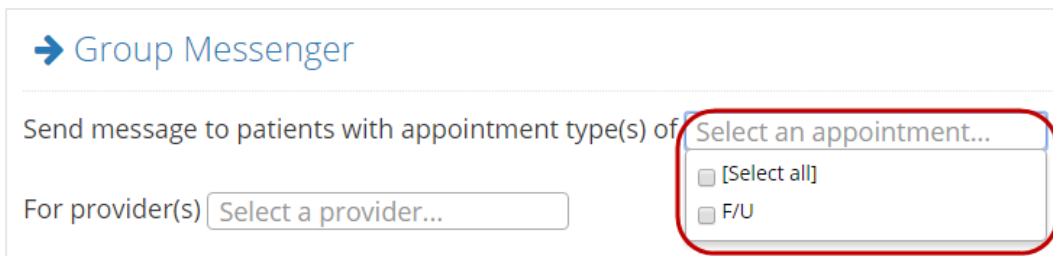 Group Messenger
Send message to patients with appointment type(s) of Select an appointment...
[Select all]
For provider(s) Select a provider...
F/U